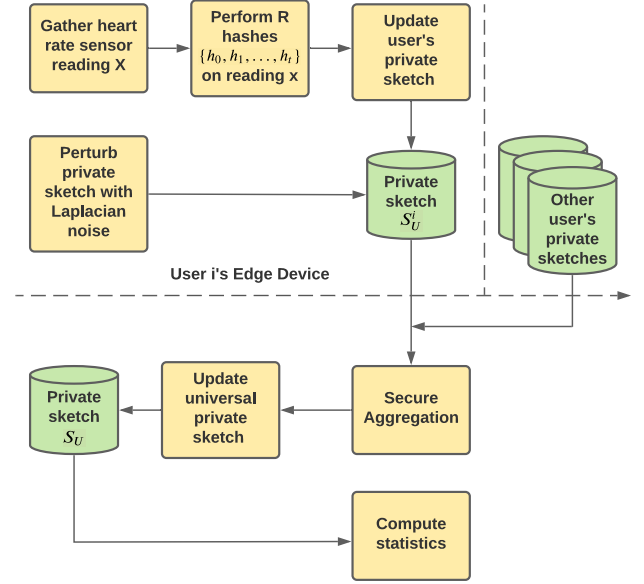 Gather heart
rate sensor
reading X
Perform R
hashes
{h₀, h₁, . . . , hₜ}
on reading x
Update
user's
private
sketch
Perturb
private
sketch with
Laplacian
noise
Private
sketch
Sᵢᵤ
Other
user's
private
sketches
User i's Edge Device
Private
sketch
S_U
Update
universal
private
sketch
Secure
Aggregation
Compute
statistics